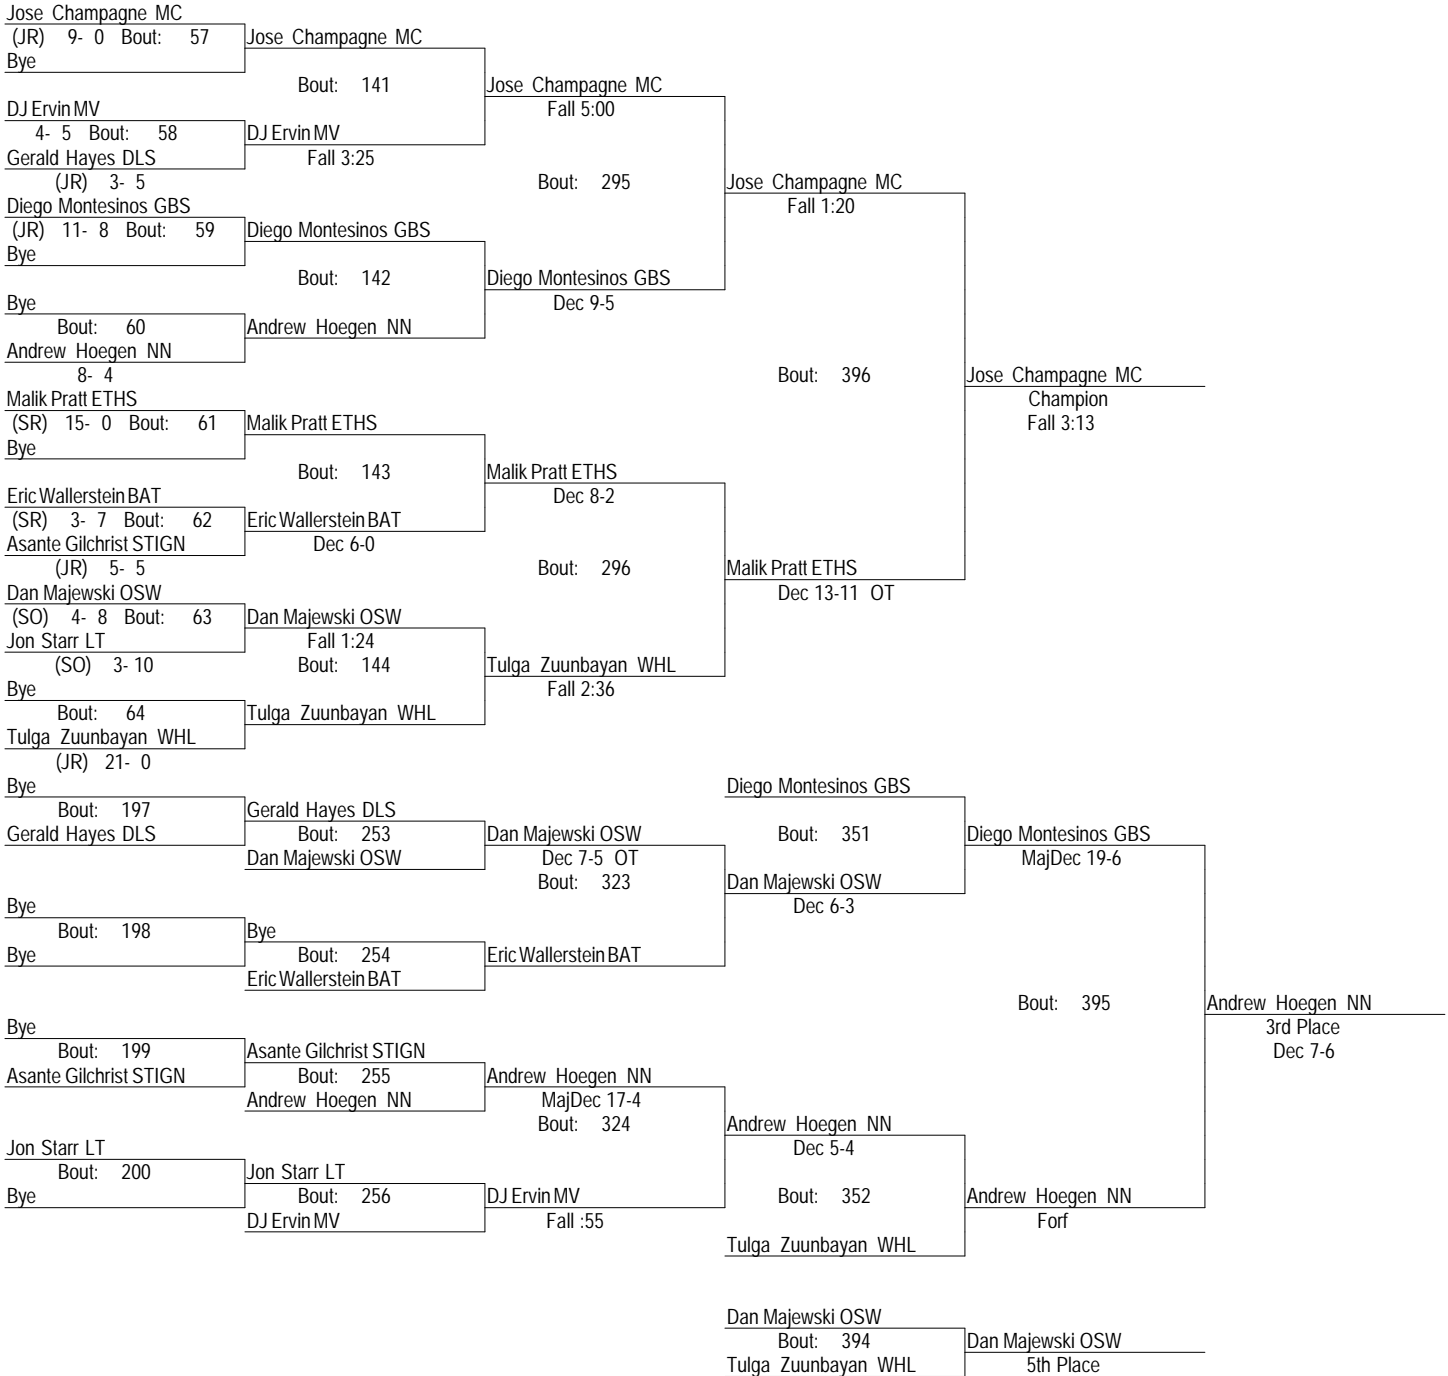 Jose Champagne MC
(JR) 9- 0 Bout: 57 Jose Champagne MC
Bye
Bout: 141 Jose Champagne MC
DJ Ervin MV Fall 5:00
4- 5 Bout: 58 DJ Ervin MV
Gerald Hayes DLS Fall 3:25
(JR) 3- 5 Bout: 295 Jose Champagne MC
Diego Montesinos GBS Fall 1:20
(JR) 11- 8 Bout: 59 Diego Montesinos GBS
Bye
Bout: 142 Diego Montesinos GBS
Bye Dec 9-5
Bout: 60 Andrew Hoegen NN
Andrew Hoegen NN
8- 4 Bout: 396 Jose Champagne MC
Malik Pratt ETHS Champion
(SR) 15- 0 Bout: 61 Malik Pratt ETHS Fall 3:13
Bye
Bout: 143 Malik Pratt ETHS
Eric Wallerstein BAT Dec 8-2
(SR) 3- 7 Bout: 62 Eric Wallerstein BAT
Asante Gilchrist STIGN Dec 6-0
(JR) 5- 5 Bout: 296 Malik Pratt ETHS
Dan Majewski OSW Dec 13-11 OT
(SO) 4- 8 Bout: 63 Dan Majewski OSW
Jon Starr LT Fall 1:24
(SO) 3- 10 Bout: 144 Tulga Zuunbayan WHL
Bye Fall 2:36
Bout: 64 Tulga Zuunbayan WHL
Tulga Zuunbayan WHL
(JR) 21- 0
Bye Diego Montesinos GBS
Bout: 197 Gerald Hayes DLS
Gerald Hayes DLS Bout: 253 Dan Majewski OSW Bout: 351 Diego Montesinos GBS
Dan Majewski OSW Dec 7-5 OT MajDec 19-6
Bout: 323 Dan Majewski OSW
Bye Dec 6-3
Bout: 198 Bye
Bye Bout: 254 Eric Wallerstein BAT
Eric Wallerstein BAT
Bout: 395 Andrew Hoegen NN
Bye 3rd Place
Bout: 199 Asante Gilchrist STIGN Dec 7-6
Asante Gilchrist STIGN Bout: 255 Andrew Hoegen NN
Andrew Hoegen NN MajDec 17-4
Bout: 324 Andrew Hoegen NN
Jon Starr LT Dec 5-4
Bout: 200 Jon Starr LT
Bye Bout: 256 DJ Ervin MV Bout: 352 Andrew Hoegen NN
DJ Ervin MV Fall :55 Forf
Tulga Zuunbayan WHL
Dan Majewski OSW
Bout: 394 Dan Majewski OSW
Tulga Zuunbayan WHL 5th Place